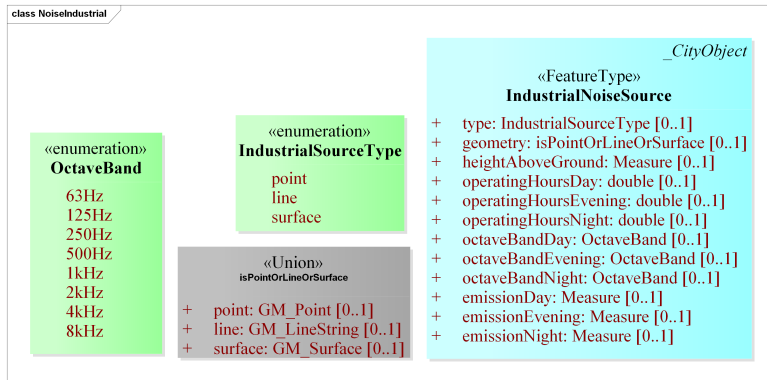 class NoiseIndustrial
«enumeration»
OctaveBand
63Hz
125Hz
250Hz
500Hz
1kHz
2kHz
4kHz
8kHz
«enumeration»
IndustrialSourceType
point
line
surface
«Union»
isPointOrLineOrSurface
+ point: GM_Point [0..1]
+ line: GM_LineString [0..1]
+ surface: GM_Surface [0..1]
_CityObject
«FeatureType»
IndustrialNoiseSource
+ type: IndustrialSourceType [0..1]
+ geometry: isPointOrLineOrSurface [0..1]
+ heightAboveGround: Measure [0..1]
+ operatingHoursDay: double [0..1]
+ operatingHoursEvening: double [0..1]
+ operatingHoursNight: double [0..1]
+ octaveBandDay: OctaveBand [0..1]
+ octaveBandEvening: OctaveBand [0..1]
+ octaveBandNight: OctaveBand [0..1]
+ emissionDay: Measure [0..1]
+ emissionEvening: Measure [0..1]
+ emissionNight: Measure [0..1]